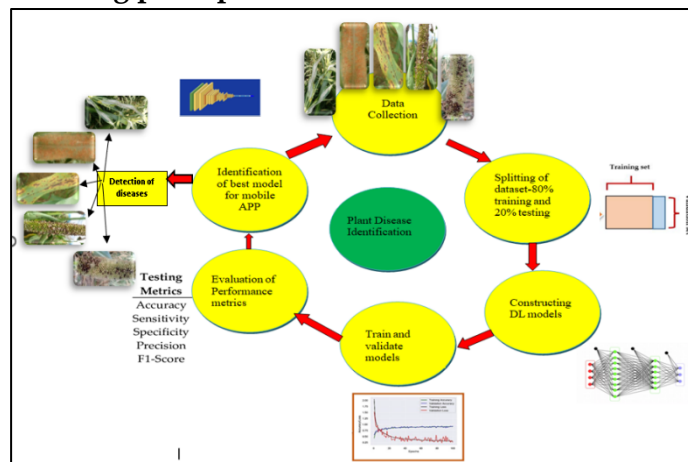 Data
Collection
Splitting of
dataset-80%
training and
20% testing
Training set
Constructing
DL models
Train and
validate
models
Evaluation of
Performance
metrics
Testing
Metrics
Accuracy
Sensitivity
Specificity
Precision
F1-Score
Identification
of best model
for mobile
APP
Detection of
diseases
Plant Disease
Identification